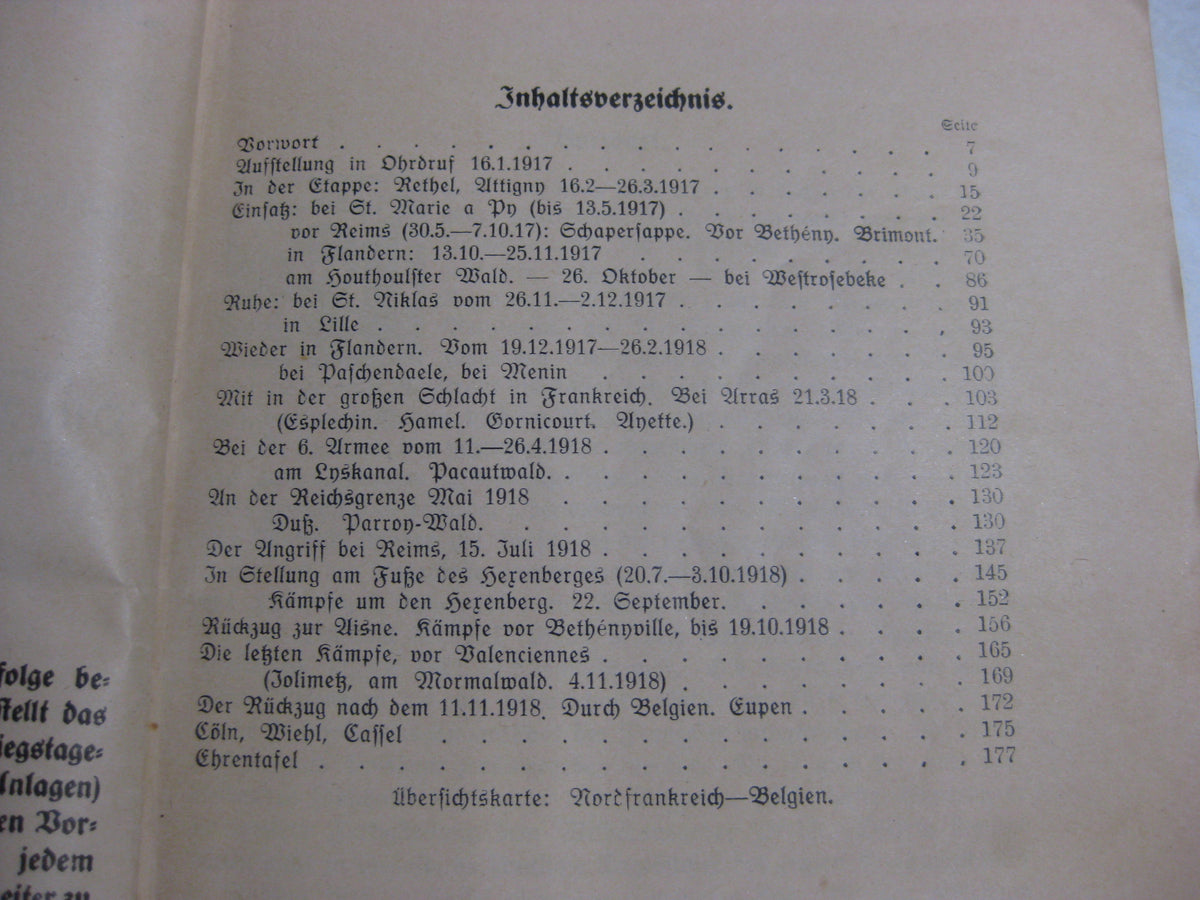 Inhaltsverzeichnis.
Seite
Vorwort . . . . . . . . . . . . . . . . 7
Aufstellung in Ohrdruf 16.1.1917 . . . . . . . . . 9
In der Etappe: Rethel, Attigny 16.2—26.3.1917 . . . . . . 15
Einsatz: bei St. Marie a Py (bis 13.5.1917) . . . . . . . 22
vor Reims (30.5.—7.10.17): Schapersappe. Vor Bethény. Brimont. 35
in Flandern: 13.10.—25.11.1917 . . . . . . . . 70
am Houthoulster Wald. — 26. Oktober — bei Westrosebeke . . 86
Ruhe: bei St. Niklas vom 26.11.—2.12.1917 . . . . . . . 91
in Lille . . . . . . . . . . . . . . . 93
Wieder in Flandern. Vom 19.12.1917—26.2.1918 . . . . . . 95
bei Paschendaele, bei Menin . . . . . . . . . 100
Mit in der großen Schlacht in Frankreich. Bei Arras 21.3.18 . . . 103
(Esplechin. Hamel. Gornicourt. Ayette.) . . . . . . 112
Bei der 6. Armee vom 11.—26.4.1918 . . . . . . . . 120
am Lyskanal. Pacautwald. . . . . . . . . . . 123
An der Reichsgrenze Mai 1918 . . . . . . . . . . 130
Duß. Parroy-Wald. . . . . . . . . . . . 130
Der Angriff bei Reims, 15. Juli 1918 . . . . . . . . . 137
In Stellung am Fuße des Hexenberges (20.7.—3.10.1918) . . . . 145
Kämpfe um den Hexenberg. 22. September. . . . . . 152
Rückzug zur Aisne. Kämpfe vor Bethényville, bis 19.10.1918 . . . . 156
Die letzten Kämpfe, vor Valenciennes . . . . . . . . . 165
(Jolimetz, am Mormalwald. 4.11.1918) . . . . . . . 169
Der Rückzug nach dem 11.11.1918. Durch Belgien. Eupen . . . . . 172
Cöln, Wiehl, Cassel . . . . . . . . . . . . . 175
Ehrentafel . . . . . . . . . . . . . . . 177
Übersichtskarte: Nordfrankreich—Belgien.
folge be-
stellt das
iegstage-
Anlagen)
en Vor-
jedem
eiter zu